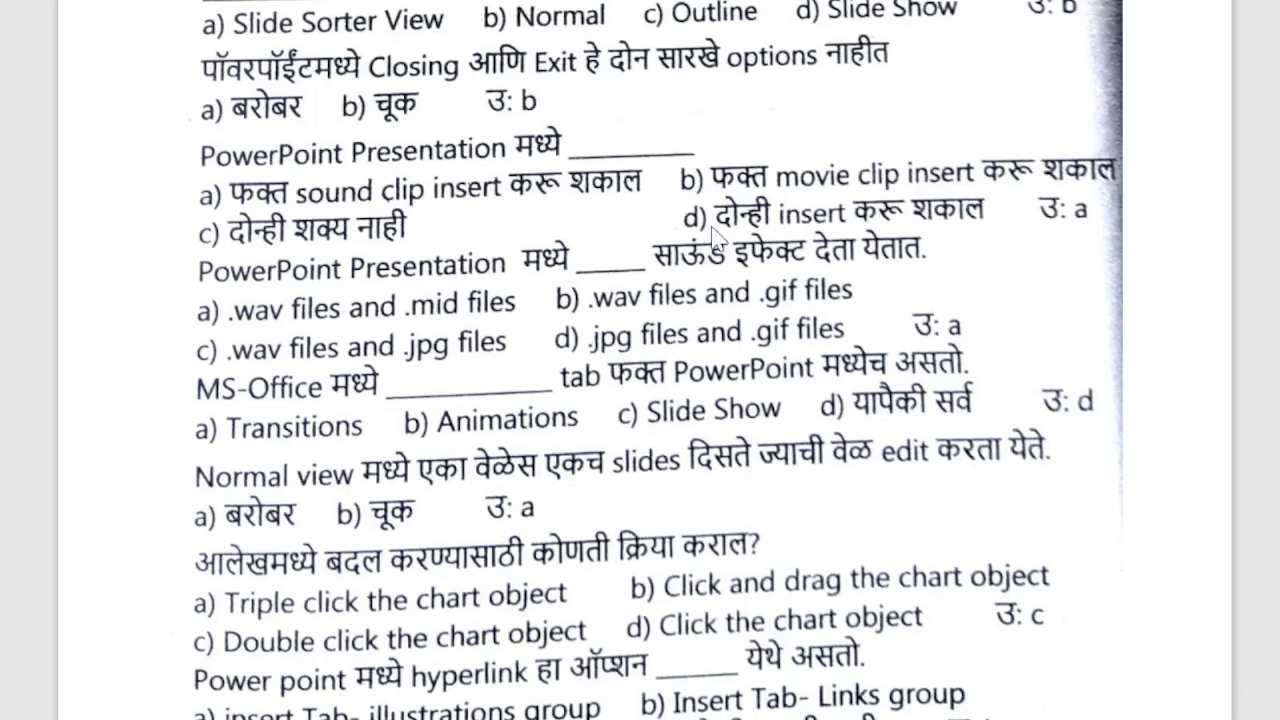 a) Slide Sorter View b) Normal c) Outline d) Slide Show उ: b
पॉवरपॉईंटमध्ये Closing आणि Exit हे दोन सारखे options नाहीत
a) बरोबर b) चूक उ: b
PowerPoint Presentation मध्ये __________
a) फक्त sound clip insert करू शकाल b) फक्त movie clip insert करू शकाल
c) दोन्ही शक्य नाही d) दोन्ही insert करू शकाल उ: a
PowerPoint Presentation मध्ये _____ साऊंड इफेक्ट देता येतात.
a) .wav files and .mid files b) .wav files and .gif files
c) .wav files and .jpg files d) .jpg files and .gif files उ: a
MS-Office मध्ये _____________ tab फक्त PowerPoint मध्येच असतो.
a) Transitions b) Animations c) Slide Show d) यापैकी सर्व उ: d
Normal view मध्ये एका वेळेस एकच slides दिसते ज्याची वेळ edit करता येते.
a) बरोबर b) चूक उ: a
आलेखमध्ये बदल करण्यासाठी कोणती क्रिया कराल?
a) Triple click the chart object b) Click and drag the chart object
c) Double click the chart object d) Click the chart object उ: c
Power point मध्ये hyperlink हा ऑप्शन ______ येथे असतो.
a) insert Tab- illustrations group b) Insert Tab- Links group